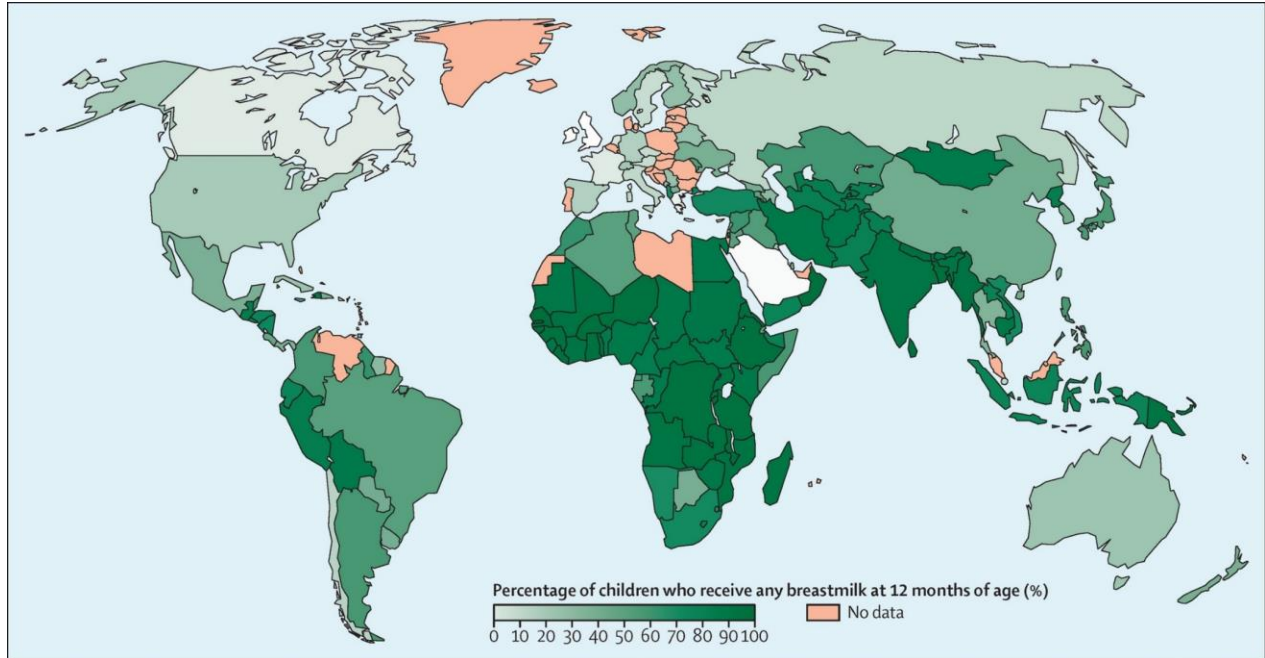 Percentage of children who receive any breastmilk at 12 months of age (%)
No data
0 10 20 30 40 50 60 70 80 90 100